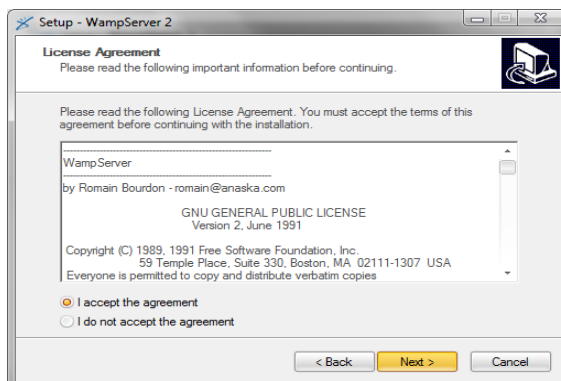 Setup - WampServer 2
License Agreement
Please read the following important information before continuing.
Please read the following License Agreement. You must accept the terms of this
agreement before continuing with the installation.
------------------------------------------------------------
WampServer
------------------------------------------------------------
by Romain Bourdon - romain@anaska.com
GNU GENERAL PUBLIC LICENSE
Version 2, June 1991
Copyright (C) 1989, 1991 Free Software Foundation, Inc.
59 Temple Place, Suite 330, Boston, MA 02111-1307 USA
Everyone is permitted to copy and distribute verbatim copies
I accept the agreement
I do not accept the agreement
< Back
Next >
Cancel